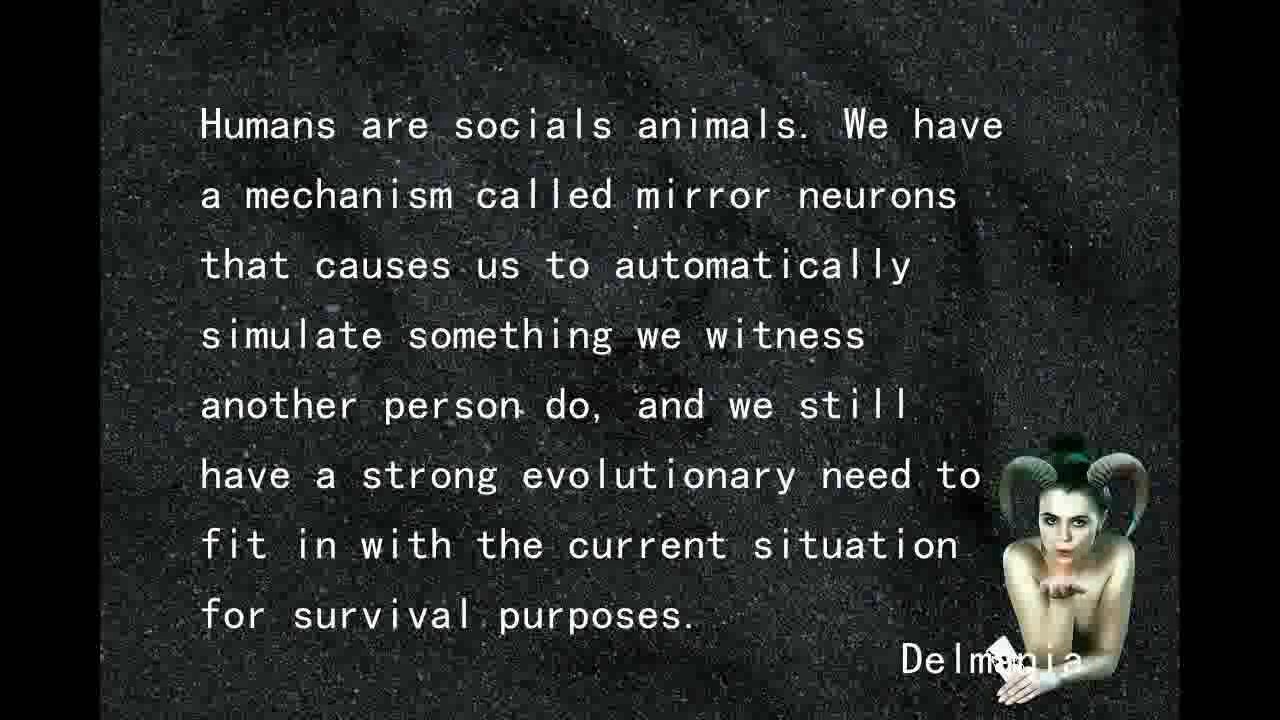 Humans are socials animals. We have
a mechanism called mirror neurons
that causes us to automatically
simulate something we witness
another person do, and we still
have a strong evolutionary need to
fit in with the current situation
for survival purposes.
Delmania